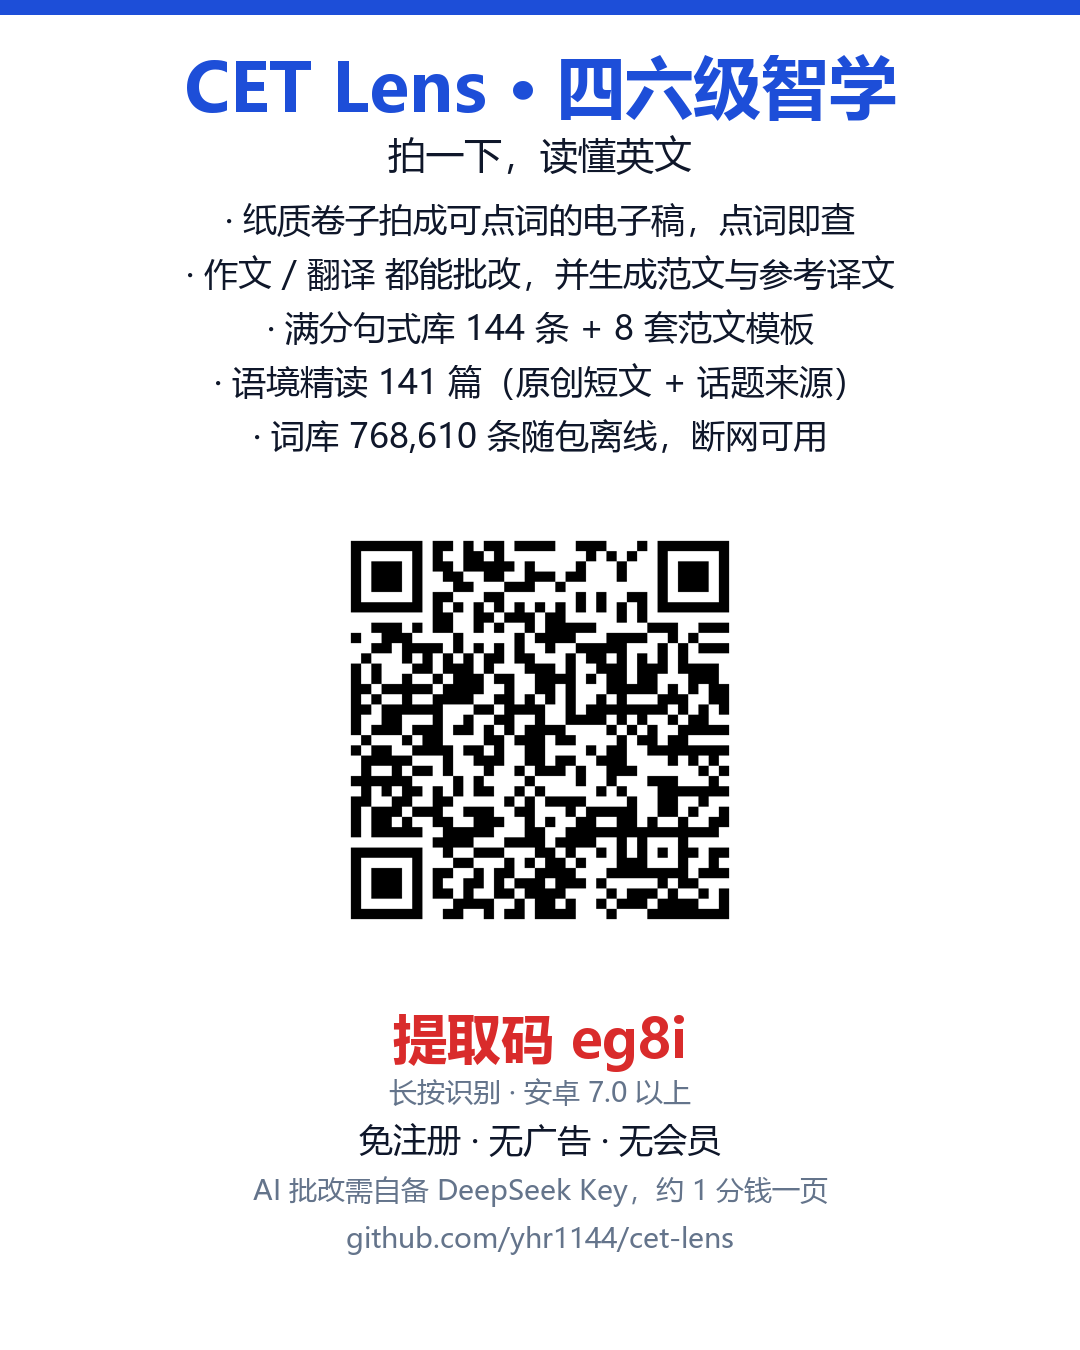 CET Lens · 四六级智学
拍一下，读懂英文
· 纸质卷子拍成可点词的电子稿，点词即查
· 作文 / 翻译 都能批改，并生成范文与参考译文
· 满分句式库 144 条 + 8 套范文模板
· 语境精读 141 篇（原创短文 + 话题来源）
· 词库 768,610 条随包离线，断网可用
提取码 eg8i
长按识别 · 安卓 7.0 以上
免注册 · 无广告 · 无会员
AI 批改需自备 DeepSeek Key，约 1 分钱一页
github.com/yhr1144/cet-lens